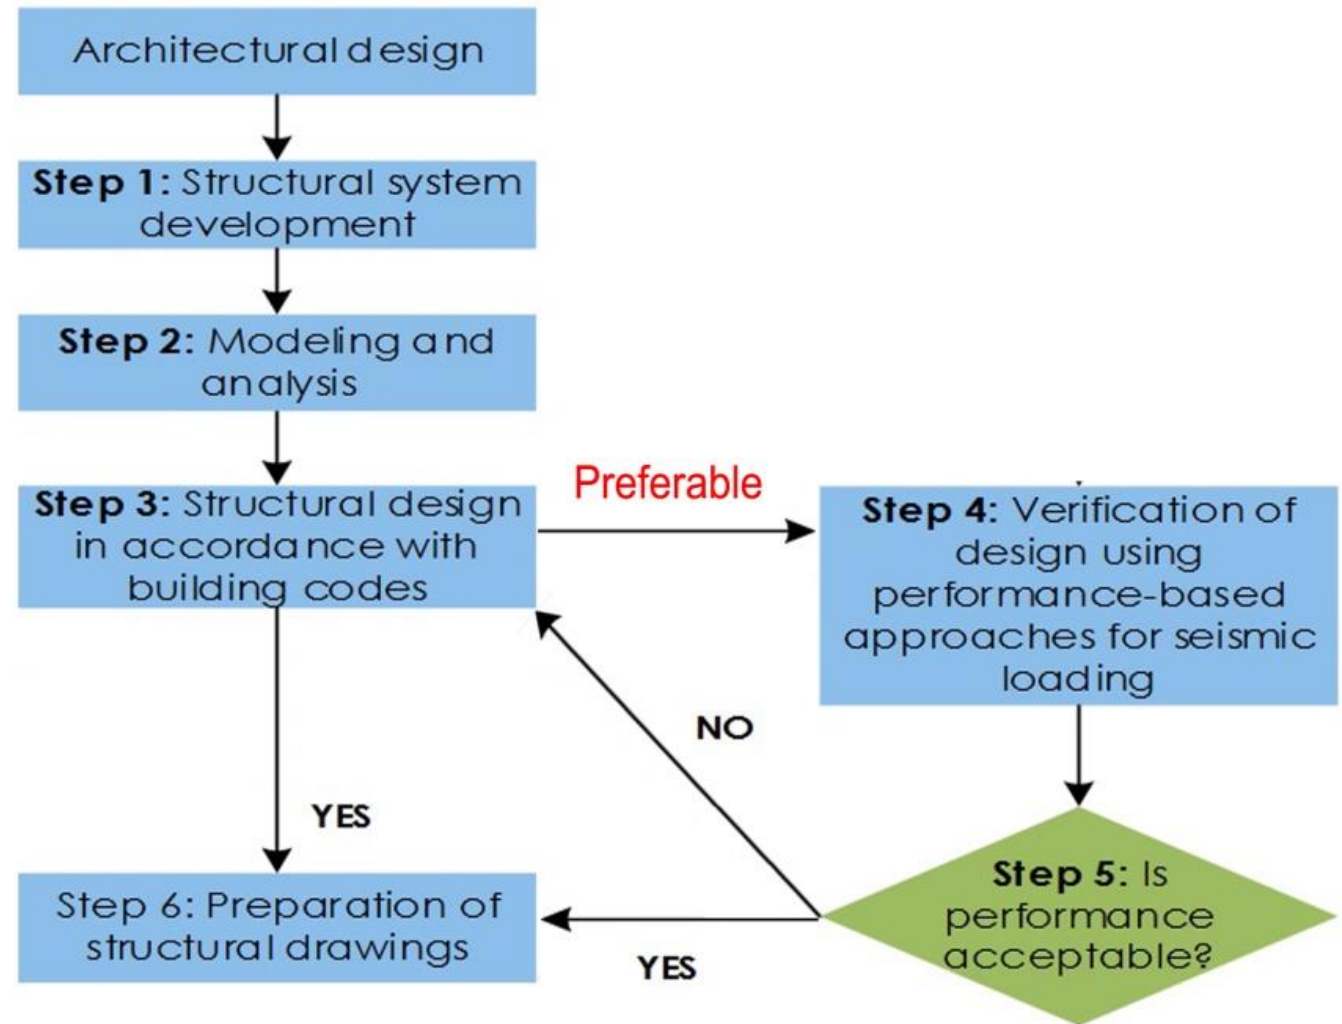 Architectural design
Step 1: Structural system
development
Step 2: Modeling and
analysis
Step 3: Structural design
in accordance with
building codes
Preferable
Step 4: Verification of
design using
performance-based
approaches for seismic
loading
NO
YES
Step 5: Is
performance
acceptable?
Step 6: Preparation of
structural drawings
YES